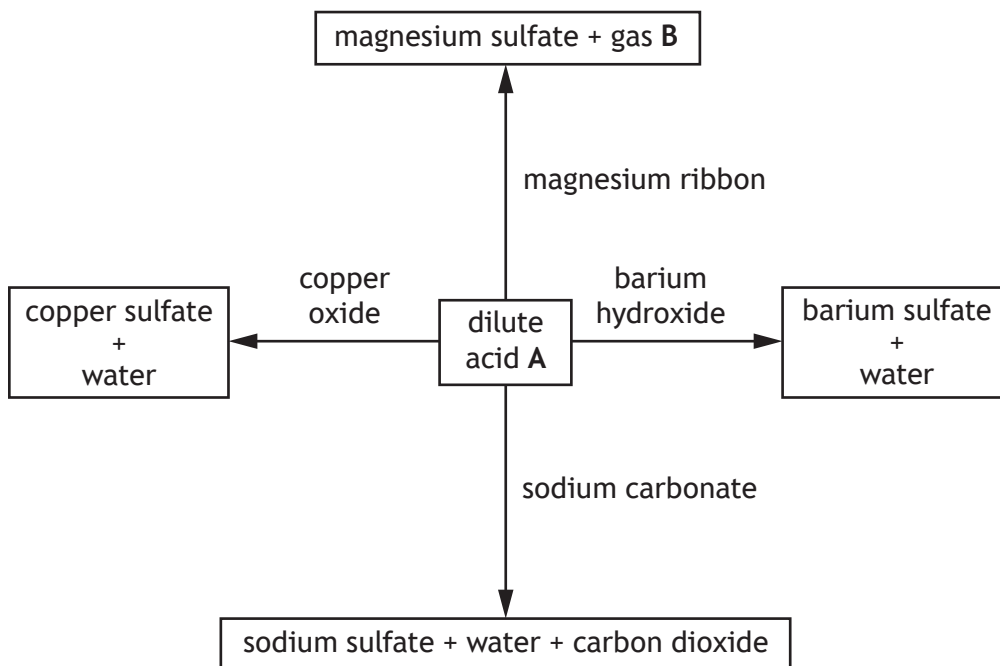 magnesium sulfate + gas B
magnesium ribbon
copper
oxide
barium
hydroxide
copper sulfate
+
water
dilute
acid A
barium sulfate
+
water
sodium carbonate
sodium sulfate + water + carbon dioxide